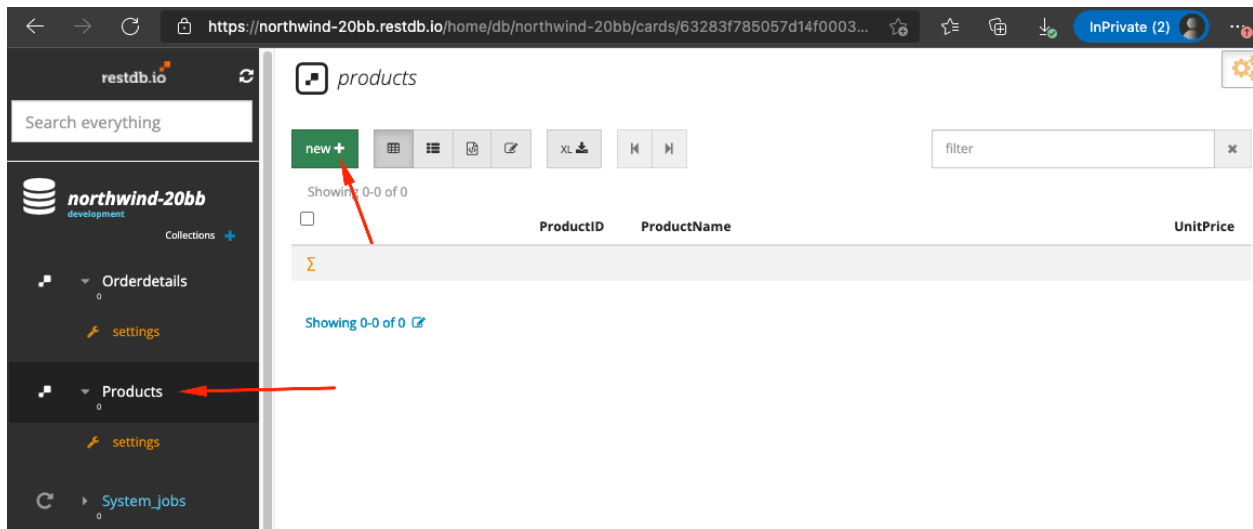 https://northwind-20bb.restdb.io/home/db/northwind-20bb/cards/63283f785057d14f0003...
InPrivate (2)
restdb.io
Search everything
northwind-20bb
development
Collections
Orderdetails
0
settings
Products
0
settings
System_jobs
0
products
new
XL
filter
Showing 0-0 of 0
ProductID ProductName UnitPrice
Σ
Showing 0-0 of 0